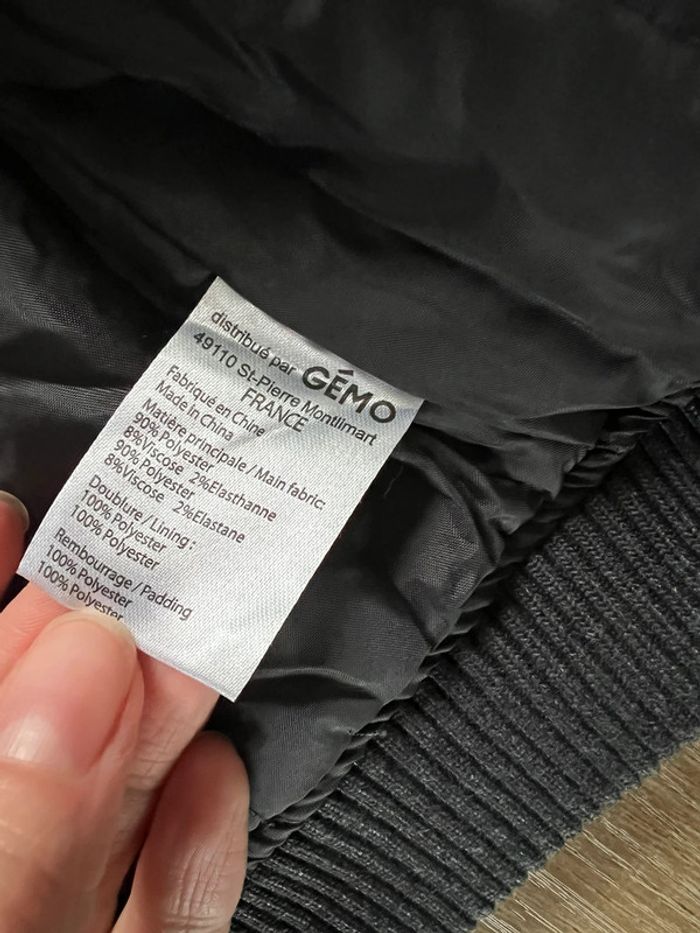 distribué par GÉMO
49110 St-Pierre Montlimart
FRANCE
Fabriqué en Chine
Made in China
Matière principale / Main fabric:
90% Polyester
8%Viscose 2%Elasthanne
90% Polyester
8%Viscose 2%Elastane
Doublure / Lining :
100% Polyester
100% Polyester
Rembourrage / Padding
100% Polyester
100% Polyester